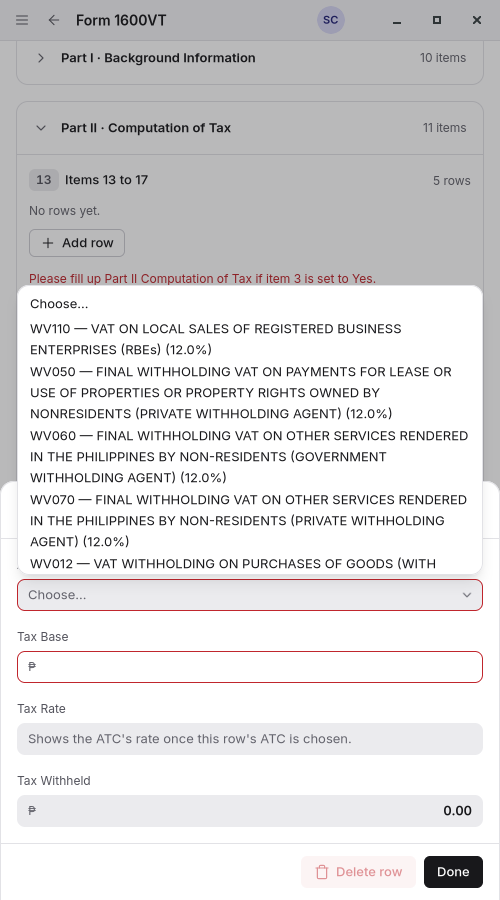 Form 1600VT
SC
Part I · Background Information
10 items
Part II · Computation of Tax
11 items
13 Items 13 to 17
5 rows
No rows yet.
Add row
Please fill up Part II Computation of Tax if item 3 is set to Yes.
Choose...
WV110 — VAT ON LOCAL SALES OF REGISTERED BUSINESS
ENTERPRISES (RBEs) (12.0%)
WV050 — FINAL WITHHOLDING VAT ON PAYMENTS FOR LEASE OR
USE OF PROPERTIES OR PROPERTY RIGHTS OWNED BY
NONRESIDENTS (PRIVATE WITHHOLDING AGENT) (12.0%)
WV060 — FINAL WITHHOLDING VAT ON OTHER SERVICES RENDERED
IN THE PHILIPPINES BY NON-RESIDENTS (GOVERNMENT
WITHHOLDING AGENT) (12.0%)
WV070 — FINAL WITHHOLDING VAT ON OTHER SERVICES RENDERED
IN THE PHILIPPINES BY NON-RESIDENTS (PRIVATE WITHHOLDING
AGENT) (12.0%)
WV012 — VAT WITHHOLDING ON PURCHASES OF GOODS (WITH
Choose...
Tax Base
₱
Tax Rate
Shows the ATC's rate once this row's ATC is chosen.
Tax Withheld
₱ 0.00
Delete row
Done